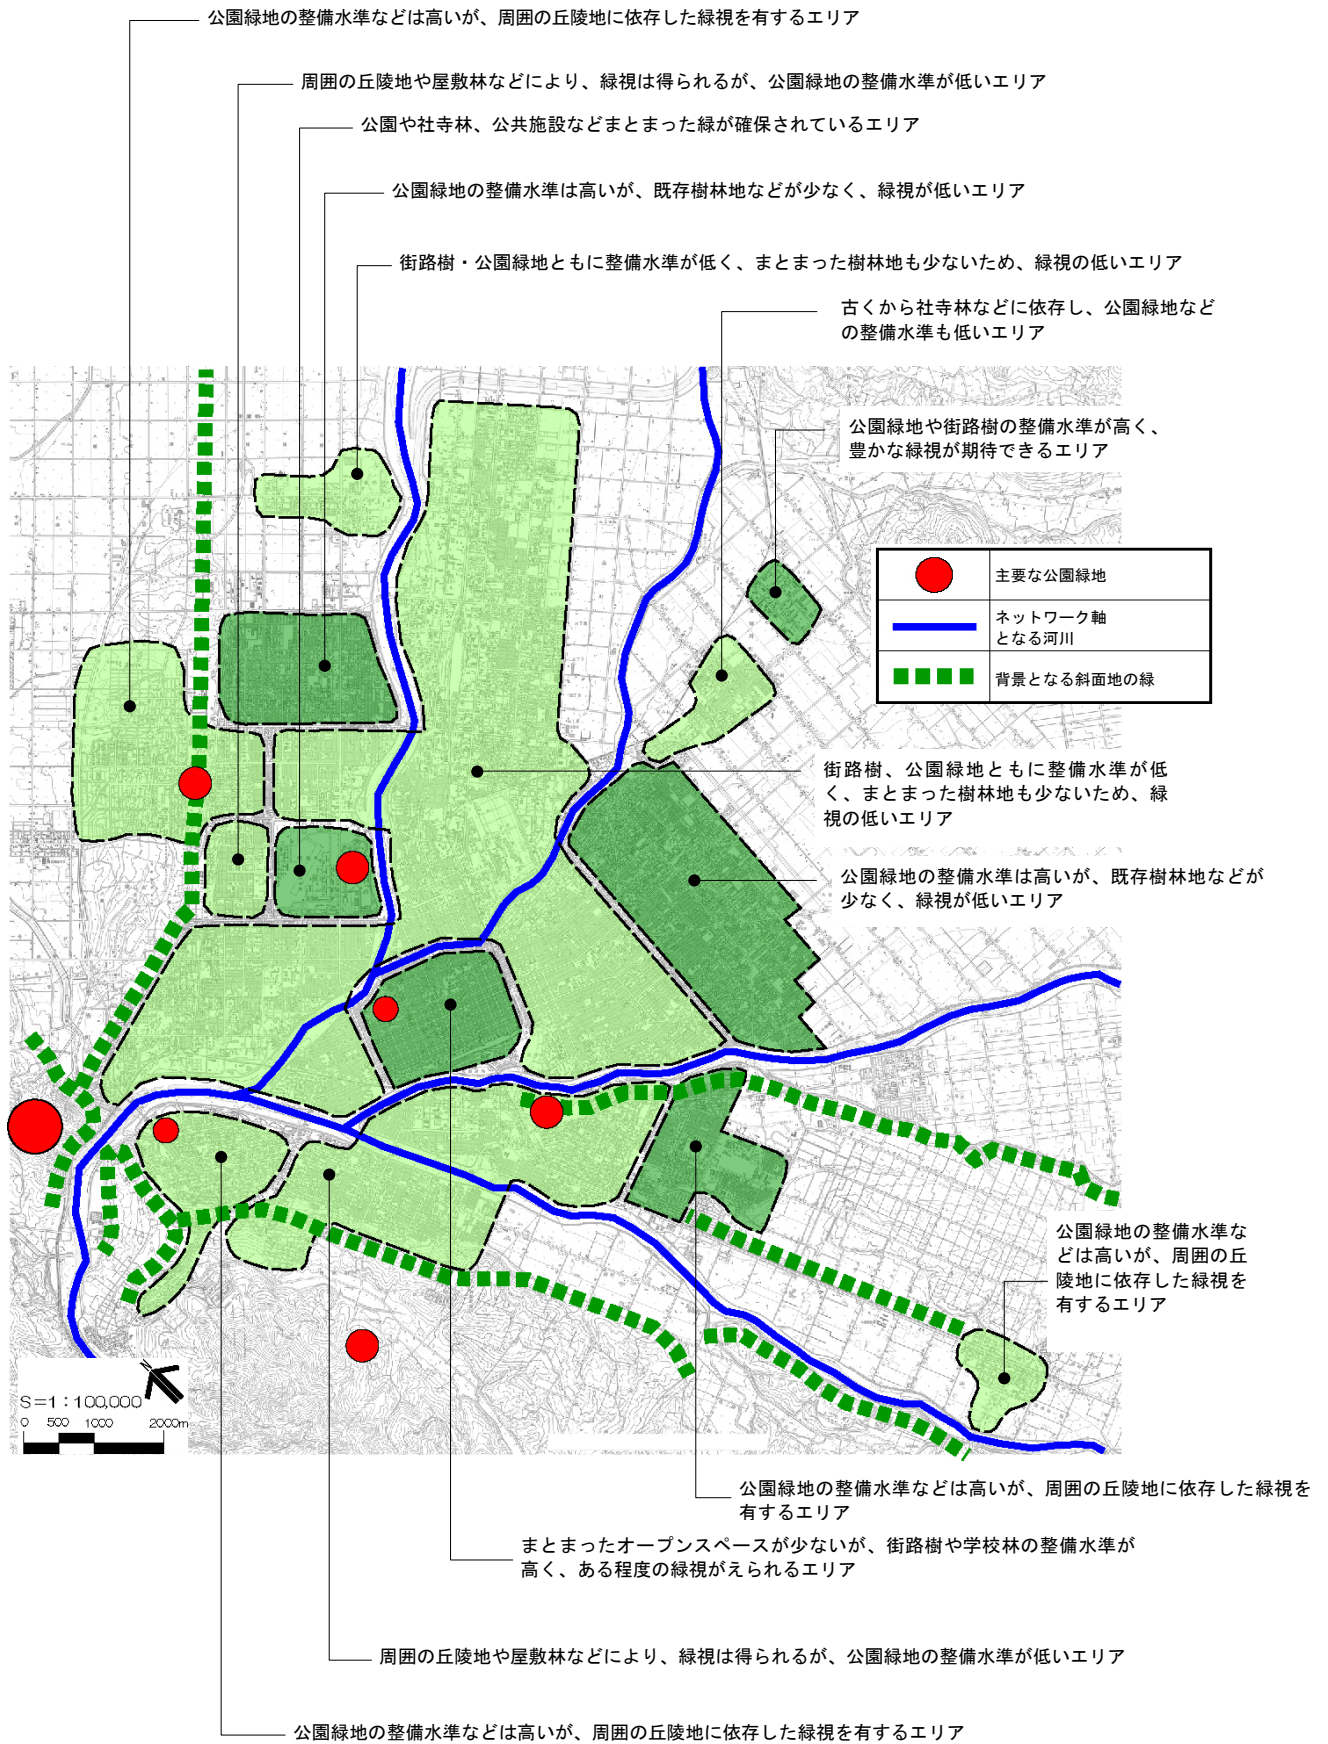 公園緑地の整備水準などは高いが、周囲の丘陵地に依存した緑視を有するエリア
周囲の丘陵地や屋敷林などにより、緑視は得られるが、公園緑地の整備水準が低いエリア
公園や社寺林、公共施設などまとまった緑が確保されているエリア
公園緑地の整備水準は高いが、既存樹林地などが少なく、緑視が低いエリア
街路樹・公園緑地ともに整備水準が低く、まとまった樹林地も少ないため、緑視の低いエリア
古くから社寺林などに依存し、公園緑地など
の整備水準も低いエリア
公園緑地や街路樹の整備水準が高く、
豊かな緑視が期待できるエリア
主要な公園緑地
ネットワーク軸
となる河川
背景となる斜面地の緑
街路樹、公園緑地ともに整備水準が低
く、まとまった樹林地も少ないため、緑
視の低いエリア
公園緑地の整備水準は高いが、既存樹林地などが
少なく、緑視が低いエリア
公園緑地の整備水準な
どは高いが、周囲の丘
陵地に依存した緑視を
有するエリア
N
S=1:100,000
0 500 1000 2000m
公園緑地の整備水準などは高いが、周囲の丘陵地に依存した緑視を
有するエリア
まとまったオープンスペースが少ないが、街路樹や学校林の整備水準が
高く、ある程度の緑視がえられるエリア
周囲の丘陵地や屋敷林などにより、緑視は得られるが、公園緑地の整備水準が低いエリア
公園緑地の整備水準などは高いが、周囲の丘陵地に依存した緑視を有するエリア